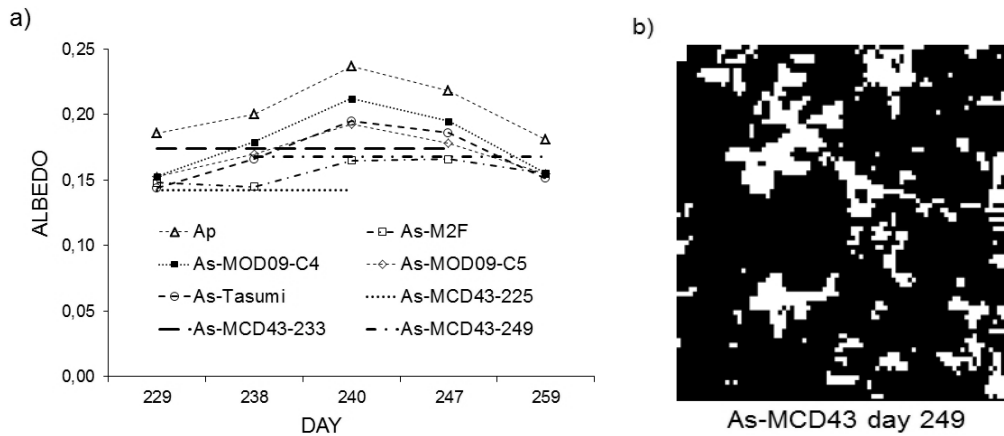 a)
b)
0,25
0,20
0,15
0,10
0,05
0,00
ALBEDO
Ap
As-M2F
As-MOD09-C4
As-MOD09-C5
As-Tasumi
As-MCD43-225
As-MCD43-233
As-MCD43-249
229 238 240 247 259
DAY
As-MCD43 day 249